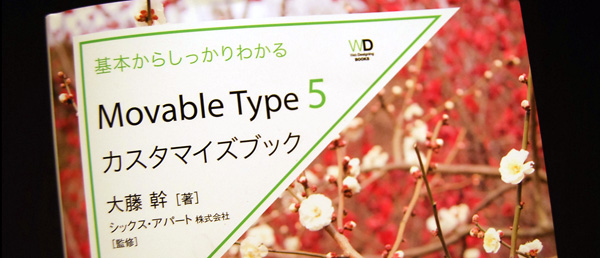 基本からしっかりわかる
WD
Web Designing
BOOKS
Movable Type 5
カスタマイズブック
大藤 幹 [著]
シックス・アパート 株式会社
[監修]